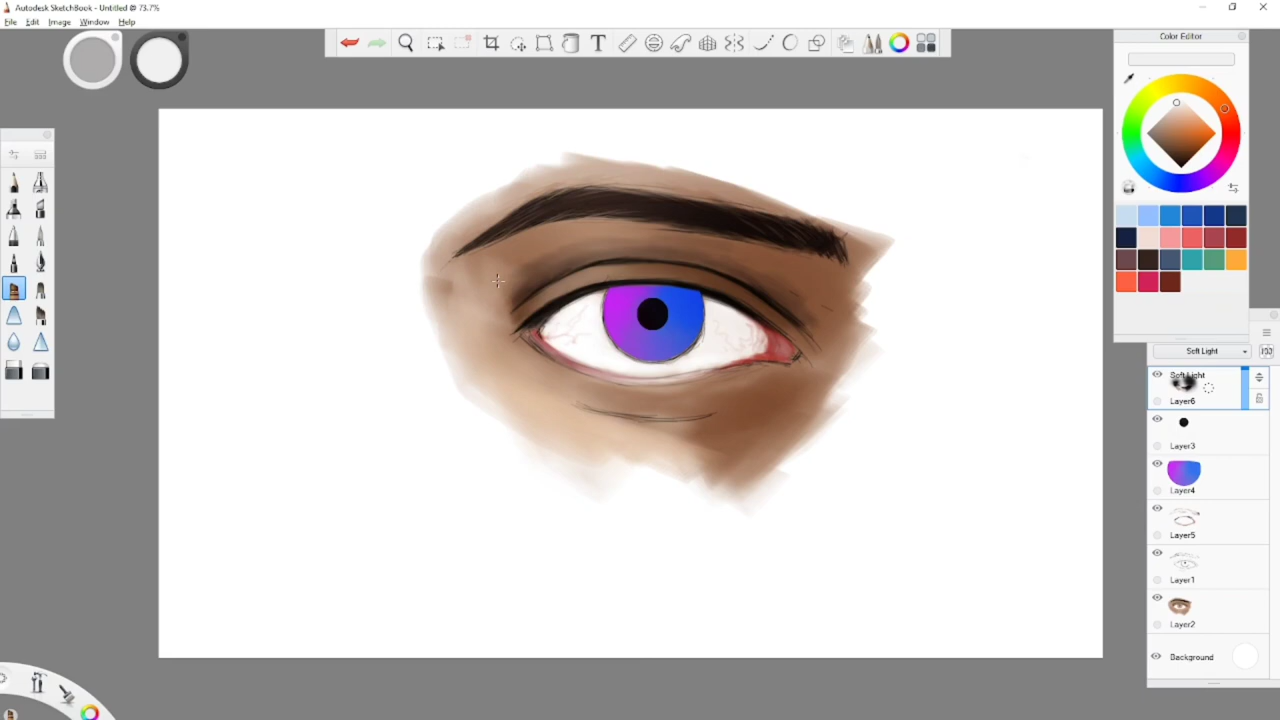 Autodesk SketchBook - Untitled @ 73.7%
File Edit Image Window Help
T
Color Editor
Soft Light
100
Soft Light
Layer6
Layer3
Layer4
Layer5
Layer1
Layer2
Background